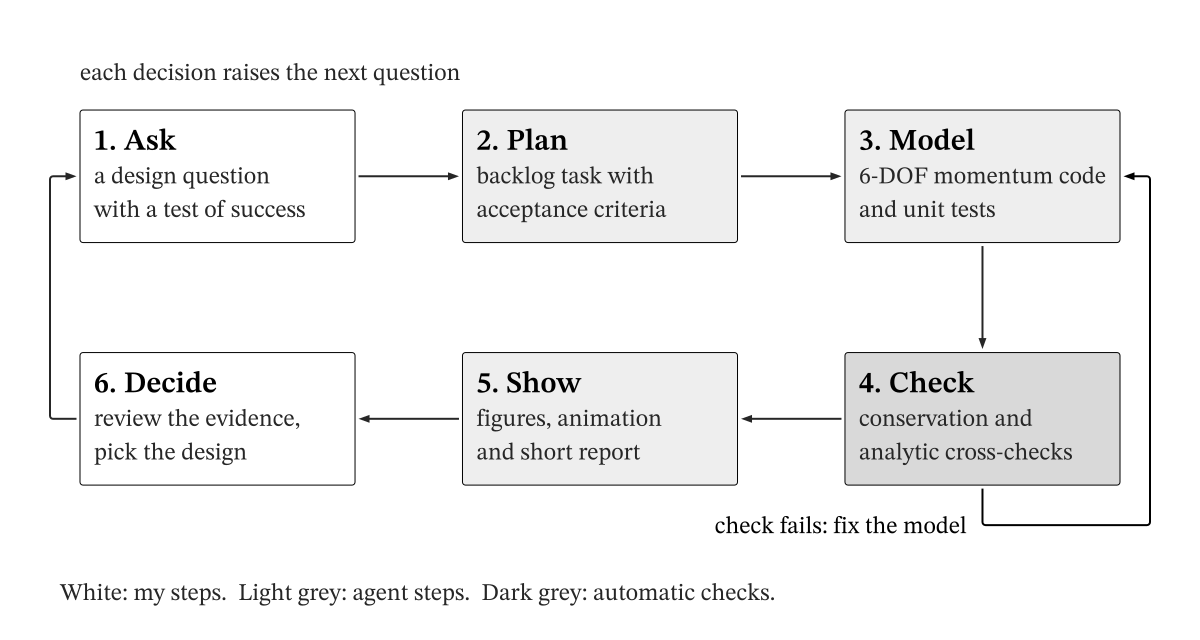 each decision raises the next question
1. Ask
a design question
with a test of success
2. Plan
backlog task with
acceptance criteria
3. Model
6-DOF momentum code
and unit tests
4. Check
conservation and
analytic cross-checks
check fails: fix the model
5. Show
figures, animation
and short report
6. Decide
review the evidence,
pick the design
White: my steps.  Light grey: agent steps.  Dark grey: automatic checks.